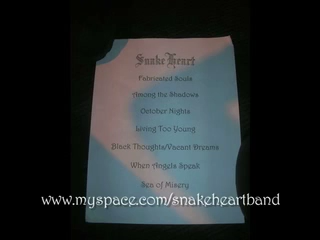 Snake Heart
Fabricated Souls
Among the Shadows
October Nights
Living Too Young
Black Thoughts/Vacant Dreams
When Angels Speak
Sea of Misery
www.myspace.com/snakeheartband